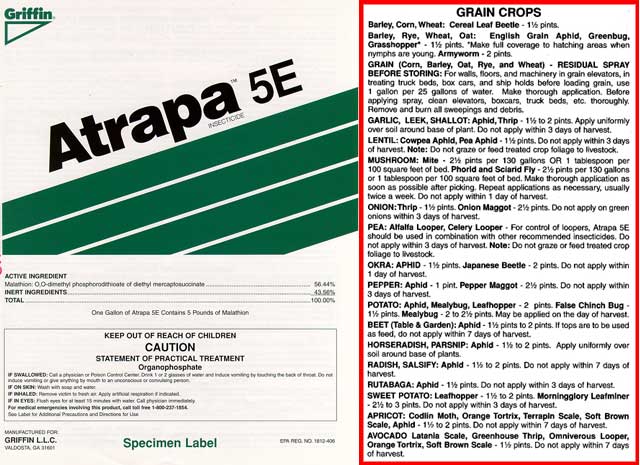 Griffin
Atrapa™ 5E
INSECTICIDE
ACTIVE INGREDIENT
Malathion: O,O-dimethyl phosphorodithioate of diethyl mercaptosuccinate 56.44%
INERT INGREDIENTS 43.56%
TOTAL 100.00%
One Gallon of Atrapa 5E Contains 5 Pounds of Malathion
KEEP OUT OF REACH OF CHILDREN
CAUTION
STATEMENT OF PRACTICAL TREATMENT
Organophosphate
IF SWALLOWED: Call a physician or Poison Control Center. Drink 1 or 2 glasses of water and induce vomiting by touching the back of throat. Do not
induce vomiting or give anything by mouth to an unconscious or convulsing person.
IF ON SKIN: Wash with soap and water.
IF INHALED: Remove victim to fresh air. Apply artificial respiration if indicated.
IF IN EYES: Flush eyes for at least 15 minutes with water. Call physician immediately.
For medical emergencies involving this product, call toll free 1-800-237-1854.
See Label for Additional Precautions and Directions for Use
MANUFACTURED FOR:
GRIFFIN L.L.C.
VALDOSTA, GA 31601
Specimen Label
EPA REG. NO. 1812-406
GRAIN CROPS
Barley, Corn, Wheat: Cereal Leaf Beetle - 1½ pints.
Barley, Rye, Wheat, Oat: English Grain Aphid, Greenbug,
Grasshopper* - 1½ pints. *Make full coverage to hatching areas when
nymphs are young. Armyworm - 2 pints.
GRAIN (Corn, Barley, Oat, Rye, and Wheat) - RESIDUAL SPRAY
BEFORE STORING: For walls, floors, and machinery in grain elevators, in
treating truck beds, box cars, and ship holds before loading grain, use
1 gallon per 25 gallons of water. Make thorough application. Before
applying spray, clean elevators, boxcars, truck beds, etc. thoroughly.
Remove and burn all sweepings and debris.
GARLIC, LEEK, SHALLOT: Aphid, Thrip - 1½ to 2 pints. Apply uniformly
over soil around base of plant. Do not apply within 3 days of harvest.
LENTIL: Cowpea Aphid, Pea Aphid - 1½ pints. Do not apply within 3 days
of harvest. Note: Do not graze or feed treated crop foliage to livestock.
MUSHROOM: Mite - 2½ pints per 130 gallons OR 1 tablespoon per
100 square feet of bed. Phorid and Sciarid Fly - 2½ pints per 130 gallons
or 1 tablespoon per 100 square feet of bed. Make thorough application as
soon as possible after picking. Repeat applications as necessary, usually
twice a week. Do not apply within 1 day of harvest.
ONION: Thrip - 1½ pints. Onion Maggot - 2½ pints. Do not apply on green
onions within 3 days of harvest.
PEA: Alfalfa Looper, Celery Looper - For control of loopers, Atrapa 5E
should be used in combination with other recommended insecticides. Do
not apply within 3 days of harvest. Note: Do not graze or feed treated crop
foliage to livestock.
OKRA: APHID - 1½ pints. Japanese Beetle - 2 pints. Do not apply within
1 day of harvest.
PEPPER: Aphid - 1 pint. Pepper Maggot - 2½ pints. Do not apply within
3 days of harvest.
POTATO: Aphid, Mealybug, Leafhopper - 2 pints. False Chinch Bug -
1½ pints. Mealybug - 2 to 2½ pints. May be applied on the day of harvest.
BEET (Table & Garden): Aphid - 1½ pints to 2 pints. If tops are to be used
as feed, do not apply within 7 days of harvest.
HORSERADISH, PARSNIP: Aphid - 1½ to 2 pints. Apply uniformly over
soil around base of plants.
RADISH, SALSIFY: Aphid - 1½ to 2 pints. Do not apply within 7 days of
harvest.
RUTABAGA: Aphid - 1½ pints. Do not apply within 3 days of harvest.
SWEET POTATO: Leafhopper - 1½ to 2 pints. Morningglory Leafminer
- 2½ to 3 pints. Do not apply within 3 days of harvest.
APRICOT: Codlin Moth, Orange Tortrix, Terrapin Scale, Soft Brown
Scale, Aphid - 1½ to 2 pints. Do not apply within 7 days of harvest.
AVOCADO Latania Scale, Greenhouse Thrip, Omniverous Looper,
Orange Tortrix, Soft Brown Scale - 1½ pints. Do not apply within 7 days
of harvest.